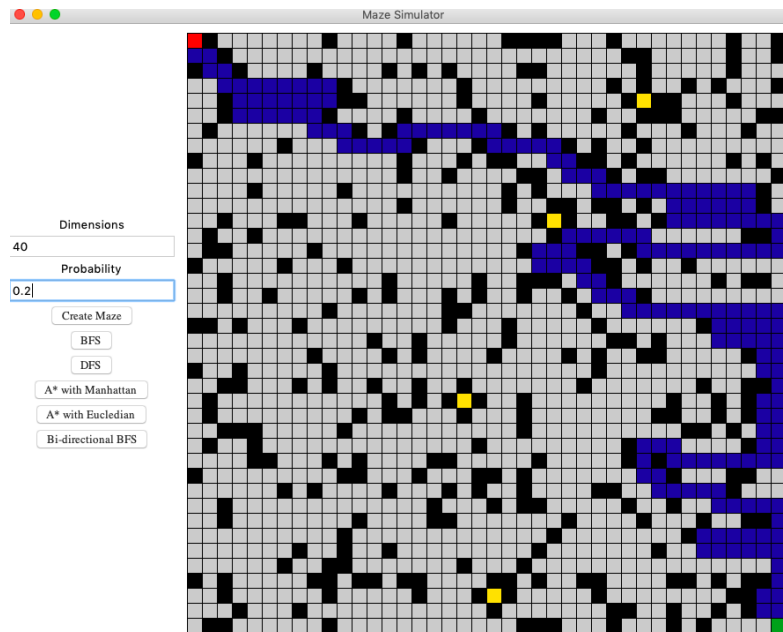 Maze Simulator
Dimensions
40
Probability
0.2
Create Maze
BFS
DFS
A* with Manhattan
A* with Eucledian
Bi-directional BFS